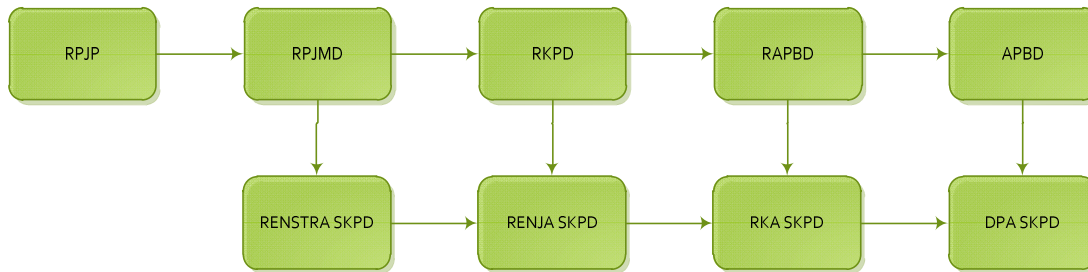 RPJP
RPJMD
RKPD
RAPBD
APBD
RENSTRA SKPD
RENJA SKPD
RKA SKPD
DPA SKPD